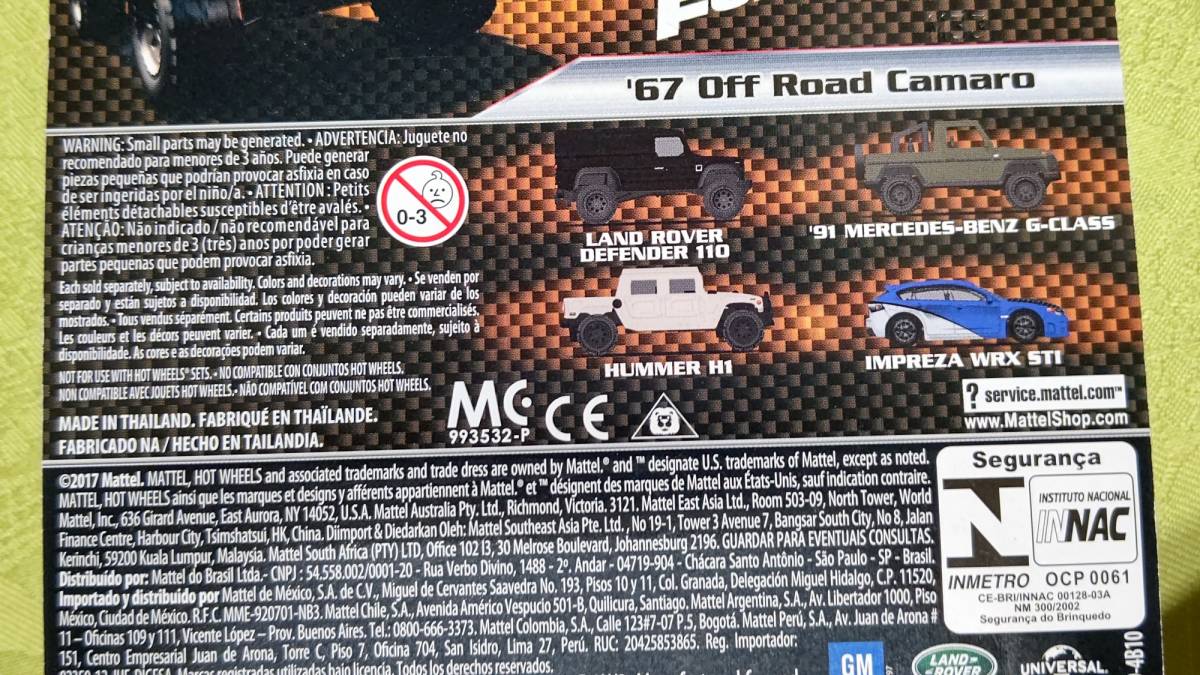 '67 Off Road Camaro
WARNING: Small parts may be generated. • ADVERTENCIA: Juguete no
recomendado para menores de 3 años. Puede generar
piezas pequeñas que podrían provocar asfixia en caso
de ser ingeridas por el niño/a. • ATTENTION : Petits
éléments détachables susceptibles d'être avalés. •
ATENÇÃO: Não indicado / não recomendável para
crianças menores de 3 (três) anos por poder gerar
partes pequenas que podem provocar asfixia.
0-3
Each sold separately, subject to availability. Colors and decorations may vary. • Se venden por
separado y están sujetos a disponibilidad. Los colores y decoración pueden variar de los
mostrados. • Tous vendus séparément. Certains produits peuvent ne pas être commercialisés.
Les couleurs et les décors peuvent varier. • Cada um é vendido separadamente, sujeito à
disponibilidade. As cores e as decorações podem variar.
NOT FOR USE WITH HOT WHEELS® SETS. • NO COMPATIBLE CON CONJUNTOS HOT WHEELS.
NON COMPATIBLE AVEC JOUETS HOT WHEELS. • NÃO COMPATÍVEL COM CONJUNTOS HOT WHEELS.
MADE IN THAILAND. FABRIQUÉ EN THAÏLANDE.
FABRICADO NA / HECHO EN TAILANDIA.
LAND ROVER
DEFENDER 110
'91 MERCEDES-BENZ G-CLASS
HUMMER H1
IMPREZA WRX STI
MC
993532-P
CE
? service.mattel.com™
www.MattelShop.com
©2017 Mattel. MATTEL, HOT WHEELS and associated trademarks and trade dress are owned by Mattel.® and ™ designate U.S. trademarks of Mattel, except as noted.
MATTEL, HOT WHEELS ainsi que les marques et designs y afférents appartiennent à Mattel.® et ™ désignent des marques de Mattel aux États-Unis, sauf indication contraire.
Mattel, Inc., 636 Girard Avenue, East Aurora, NY 14052, U.S.A. Mattel Australia Pty. Ltd., Richmond, Victoria. 3121. Mattel East Asia Ltd., Room 503-09, North Tower, World
Finance Centre, Harbour City, Tsimshatsui, HK, China. Diimport & Diedarkan Oleh: Mattel Southeast Asia Pte. Ltd., No 19-1, Tower 3 Avenue 7, Bangsar South City, No 8, Jalan
Kerinchi, 59200 Kuala Lumpur, Malaysia. Mattel South Africa (PTY) LTD, Office 102 I3, 30 Melrose Boulevard, Johannesburg 2196. GUARDAR PARA EVENTUAIS CONSULTAS.
Distribuído por: Mattel do Brasil Ltda.- CNPJ : 54.558.002/0001-20 - Rua Verbo Divino, 1488 - 2º. Andar - 04719-904 - Chácara Santo Antônio - São Paulo - SP - Brasil.
Importado y distribuido por Mattel de México, S.A. de C.V., Miguel de Cervantes Saavedra No. 193, Pisos 10 y 11, Col. Granada, Delegación Miguel Hidalgo, C.P. 11520,
México, Ciudad de México. R.F.C. MME-920701-NB3. Mattel Chile, S.A., Avenida Américo Vespucio 501-B, Quilicura, Santiago. Mattel Argentina, S.A., Av. Libertador 1000, Piso
11 – Oficinas 109 y 111, Vicente López – Prov. Buenos Aires. Tel.: 0800-666-3373. Mattel Colombia, S.A., Calle 123#7-07 P.5, Bogotá. Mattel Perú, S.A., Av. Juan de Arona #
151, Centro Empresarial Juan de Arona, Torre C, Piso 7, Oficina 704, San Isidro, Lima 27, Perú. RUC: 20425853865. Reg. Importador:
Marcas registradas utilizadas bajo licencia. Todos los derechos reservados.
Segurança
N
INSTITUTO NACIONAL
INNAC
INMETRO OCP 0061
CE-BRI/INNAC 00128-03A
NM 300/2002
Segurança do Brinquedo
-4B10
GM
LAND-
-ROVER
UNIVERSAL